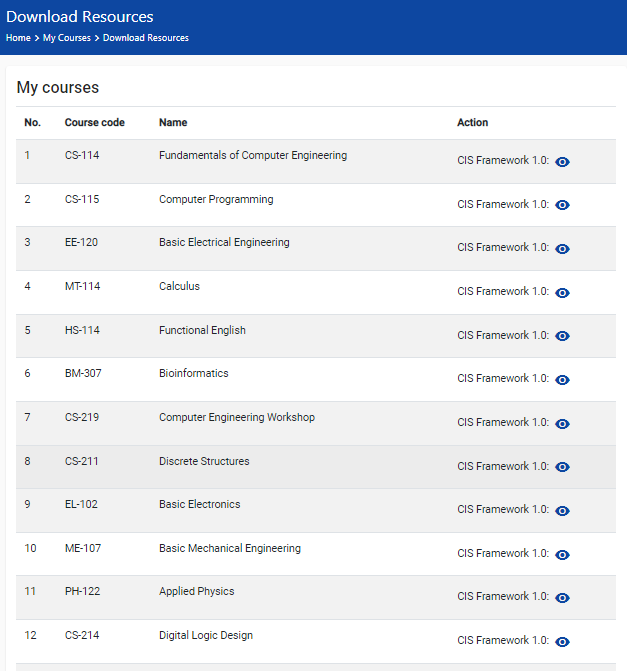 Download Resources
Home > My Courses > Download Resources
My courses
No. Course code Name Action
1 CS-114 Fundamentals of Computer Engineering CIS Framework 1.0:
2 CS-115 Computer Programming CIS Framework 1.0:
3 EE-120 Basic Electrical Engineering CIS Framework 1.0:
4 MT-114 Calculus CIS Framework 1.0:
5 HS-114 Functional English CIS Framework 1.0:
6 BM-307 Bioinformatics CIS Framework 1.0:
7 CS-219 Computer Engineering Workshop CIS Framework 1.0:
8 CS-211 Discrete Structures CIS Framework 1.0:
9 EL-102 Basic Electronics CIS Framework 1.0:
10 ME-107 Basic Mechanical Engineering CIS Framework 1.0:
11 PH-122 Applied Physics CIS Framework 1.0:
12 CS-214 Digital Logic Design CIS Framework 1.0: